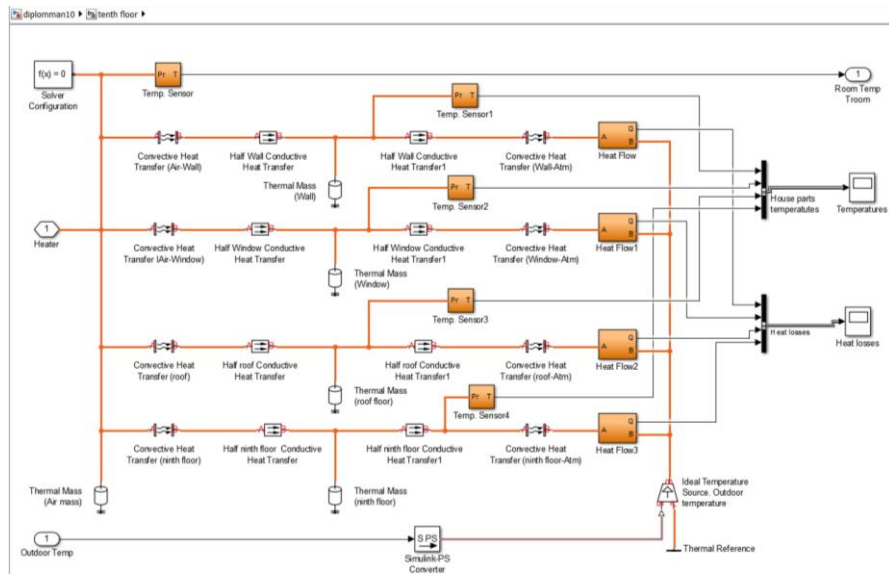 diplomman10 tenth floor
f(x) = 0
Solver
Configuration
Pr T
Temp. Sensor
1
Room Temp
Troom
Pr T
Temp. Sensor1
Convective Heat
Transfer (Air-Wall)
Half Wall Conductive
Heat Transfer
Thermal Mass
(Wall)
Half Wall Conductive
Heat Transfer1
Convective Heat
Transfer (Wall-Atm)
A Q B
Heat Flow
Pr T
Temp. Sensor2
House parts
temperatutes
Temperatures
1
Heater
Convective Heat
Transfer lAir-Window)
Half Window Conductive
Heat Transfer
Thermal Mass
(Window)
Half Window Conductive
Heat Transfer1
Convective Heat
Transfer (Window-Atm)
A Q B
Heat Flow1
Pr T
Temp. Sensor3
Heat losses
Heat losses
Convective Heat
Transfer (roof)
Half roof Conductive
Heat Transfer
Thermal Mass
(roof floor)
Half roof Conductive
Heat Transfer1
Convective Heat
Transfer (roof-Atm)
A Q B
Heat Flow2
Pr T
Temp. Sensor4
Convective Heat
Transfer (ninth floor)
Half ninth floor Conductive
Heat Transfer
Thermal Mass
(ninth floor)
Half ninth floor Conductive
Heat Transfer1
Convective Heat
Transfer (ninth floor-Atm)
A Q B
Heat Flow3
Thermal Mass
(Air mass)
Ideal Temperature
Source. Outdoor
temperature
1
Outdoor Temp
S PS
Simulink-PS
Converter
Thermal Reference